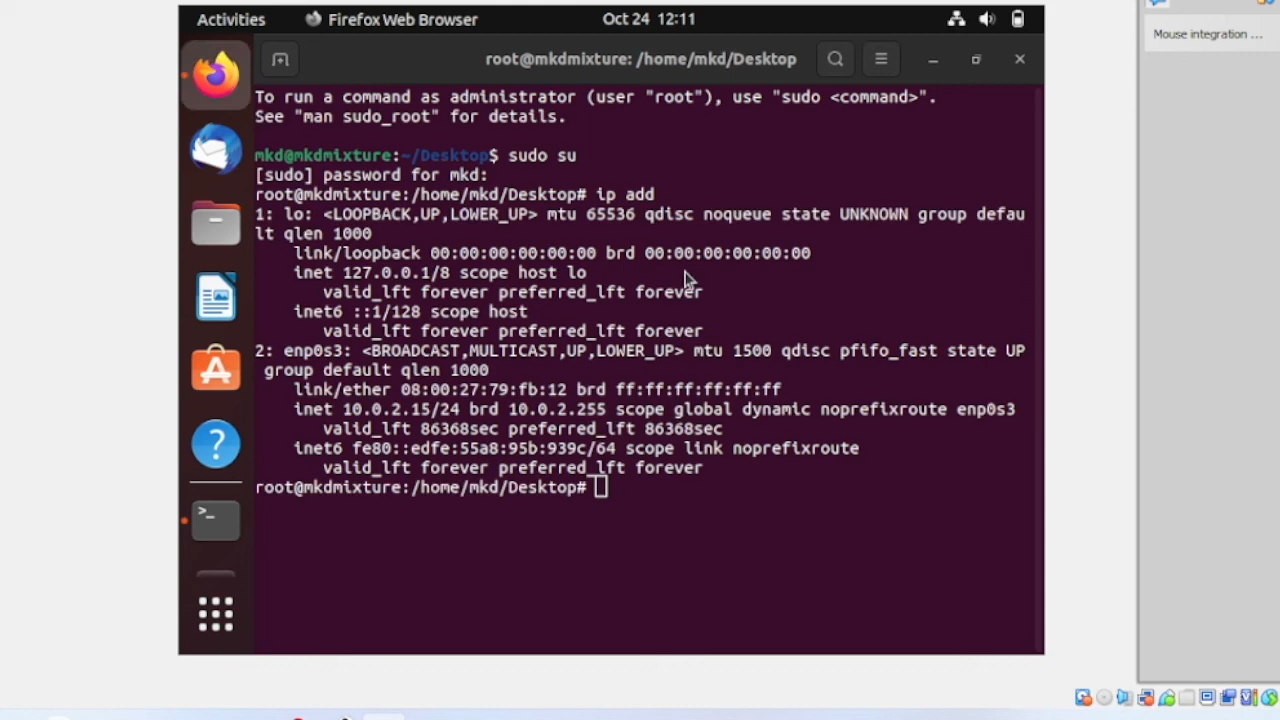 Activities Firefox Web Browser Oct 24 12:11
Mouse integration ...
root@mkdmixture: /home/mkd/Desktop
To run a command as administrator (user "root"), use "sudo <command>".
See "man sudo_root" for details.
mkd@mkdmixture:~/Desktop$ sudo su
[sudo] password for mkd:
root@mkdmixture:/home/mkd/Desktop# ip add
1: lo: <LOOPBACK,UP,LOWER_UP> mtu 65536 qdisc noqueue state UNKNOWN group defau
lt qlen 1000
link/loopback 00:00:00:00:00:00 brd 00:00:00:00:00:00
inet 127.0.0.1/8 scope host lo
valid_lft forever preferred_lft forever
inet6 ::1/128 scope host
valid_lft forever preferred_lft forever
2: enp0s3: <BROADCAST,MULTICAST,UP,LOWER_UP> mtu 1500 qdisc pfifo_fast state UP
group default qlen 1000
link/ether 08:00:27:79:fb:12 brd ff:ff:ff:ff:ff:ff
inet 10.0.2.15/24 brd 10.0.2.255 scope global dynamic noprefixroute enp0s3
valid_lft 86368sec preferred_lft 86368sec
inet6 fe80::edfe:55a8:95b:939c/64 scope link noprefixroute
valid_lft forever preferred_lft forever
root@mkdmixture:/home/mkd/Desktop#